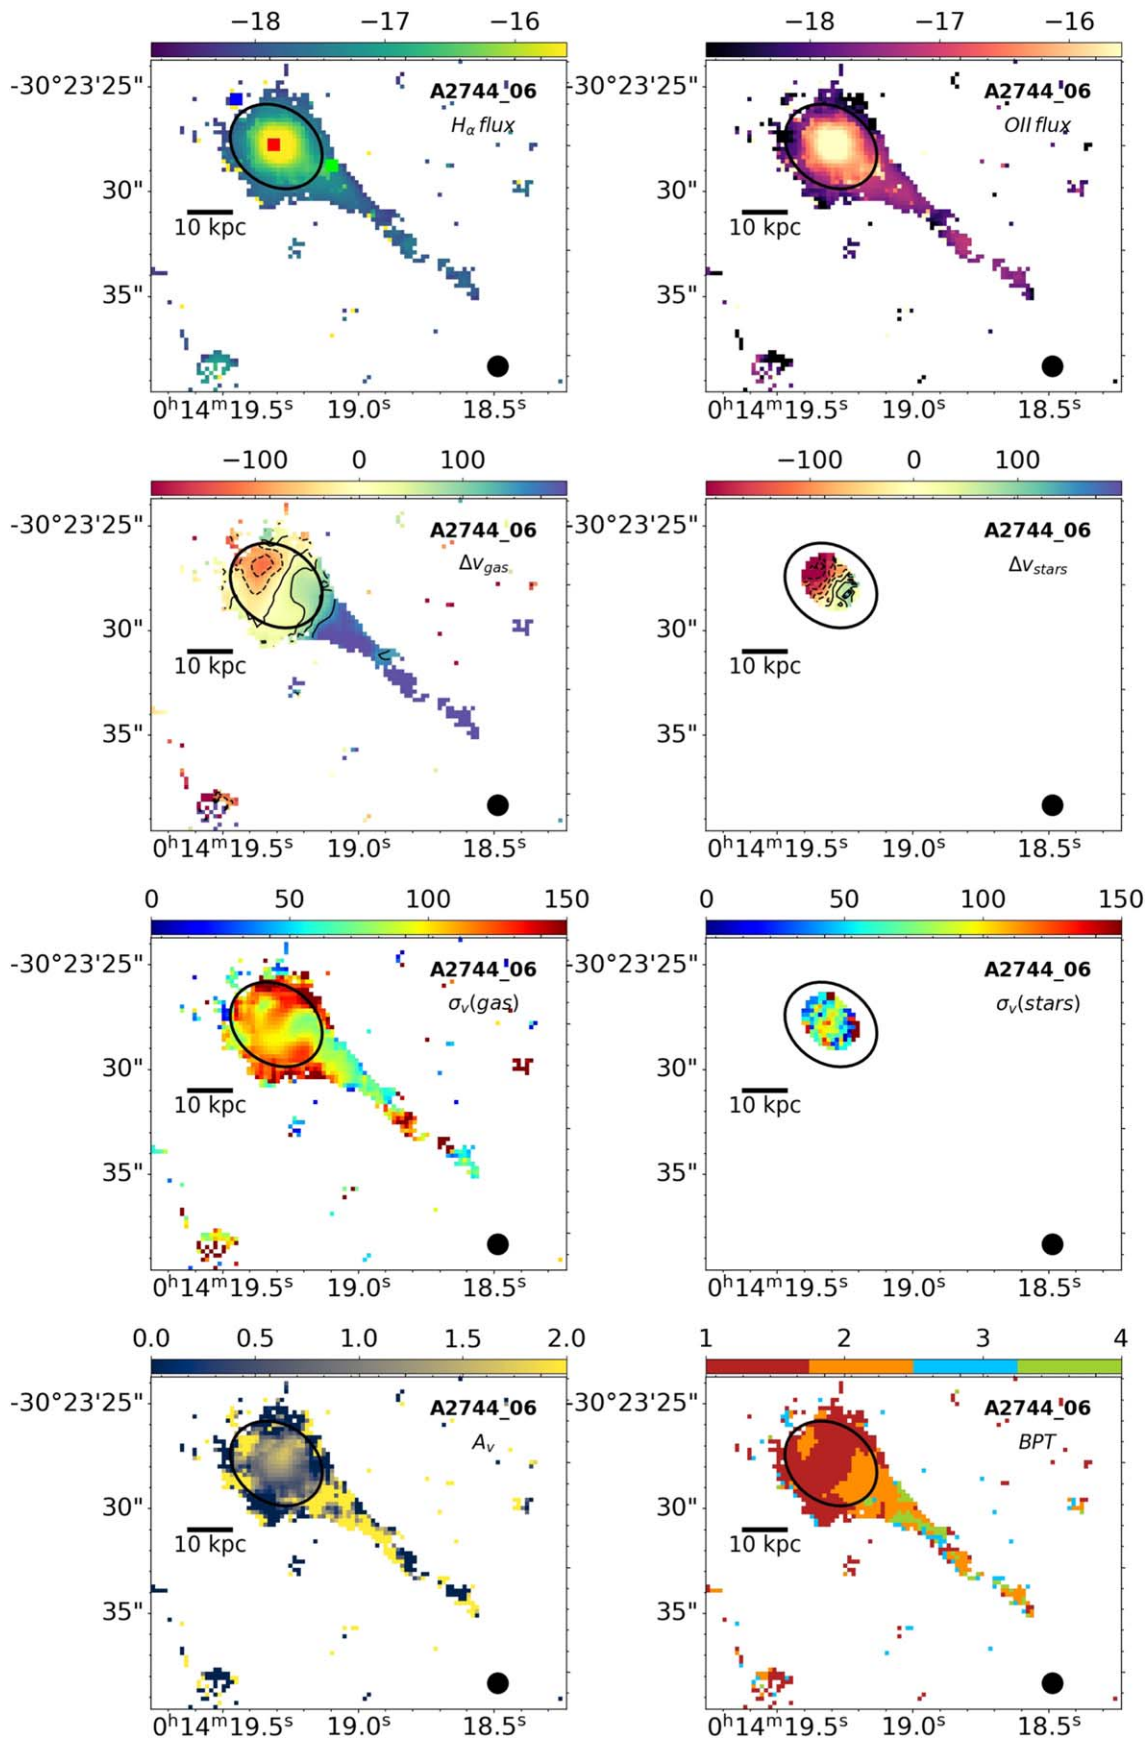 −18 −17 −16
-30°23'25"
A2744_06
Hα flux
30"
10 kpc
35"
0h14m19.5s 19.0s 18.5s
−18 −17 −16
-30°23'25"
A2744_06
OII flux
30"
10 kpc
35"
0h14m19.5s 19.0s 18.5s
−100 0 100
-30°23'25"
A2744_06
Δvgas
30"
10 kpc
35"
0h14m19.5s 19.0s 18.5s
−100 0 100
-30°23'25"
A2744_06
Δvstars
30"
10 kpc
35"
0h14m19.5s 19.0s 18.5s
0 50 100 150
-30°23'25"
A2744_06
σv(gas)
30"
10 kpc
35"
0h14m19.5s 19.0s 18.5s
0 50 100 150
-30°23'25"
A2744_06
σv(stars)
30"
10 kpc
35"
0h14m19.5s 19.0s 18.5s
0.0 0.5 1.0 1.5 2.0
-30°23'25"
A2744_06
Av
30"
10 kpc
35"
0h14m19.5s 19.0s 18.5s
1 2 3 4
-30°23'25"
A2744_06
BPT
30"
10 kpc
35"
0h14m19.5s 19.0s 18.5s